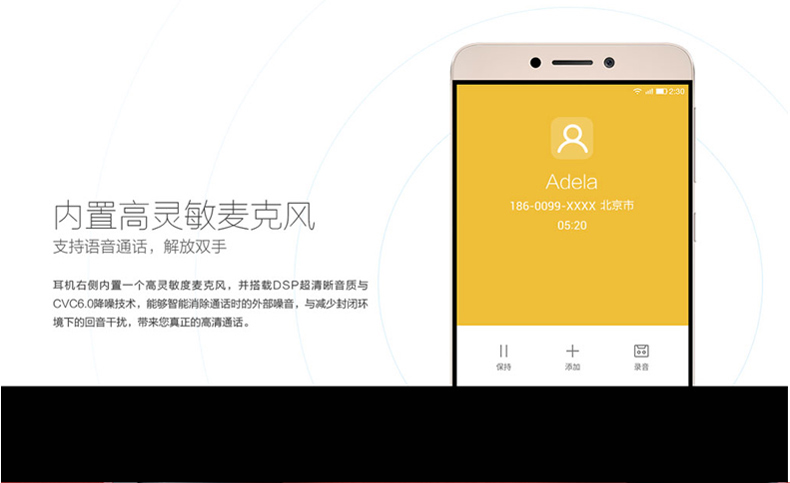 内置高灵敏麦克风
支持语音通话，解放双手
耳机右侧内置一个高灵敏度麦克风，并搭载DSP超清晰音质与
CVC6.0降噪技术，能够智能消除通话时的外部噪音，与减少封闭环
境下的回音干扰，带来您真正的高清通话。
2:30
Adela
186-0099-XXXX 北京市
05:20
保持
添加
录音